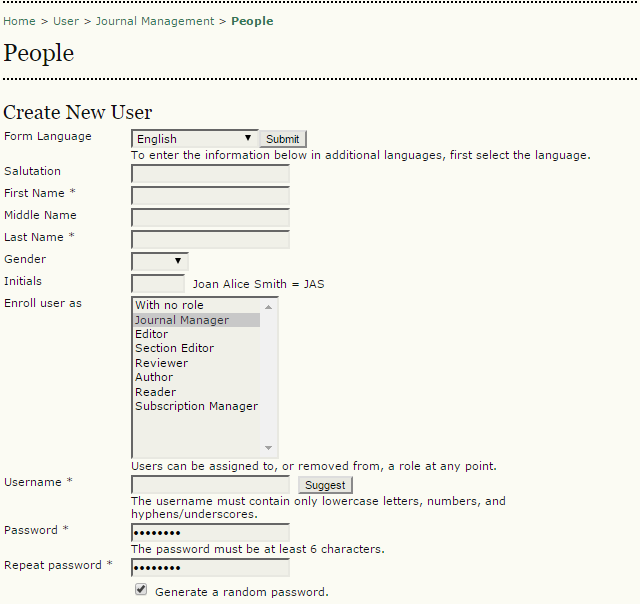 Home > User > Journal Management > People
People
Create New User
Form Language English Submit
To enter the information below in additional languages, first select the language.
Salutation
First Name *
Middle Name
Last Name *
Gender
Initials Joan Alice Smith = JAS
Enroll user as With no role
Journal Manager
Editor
Section Editor
Reviewer
Author
Reader
Subscription Manager
Users can be assigned to, or removed from, a role at any point.
Username * Suggest
The username must contain only lowercase letters, numbers, and
hyphens/underscores.
Password * ••••••••
The password must be at least 6 characters.
Repeat password * ••••••••
Generate a random password.